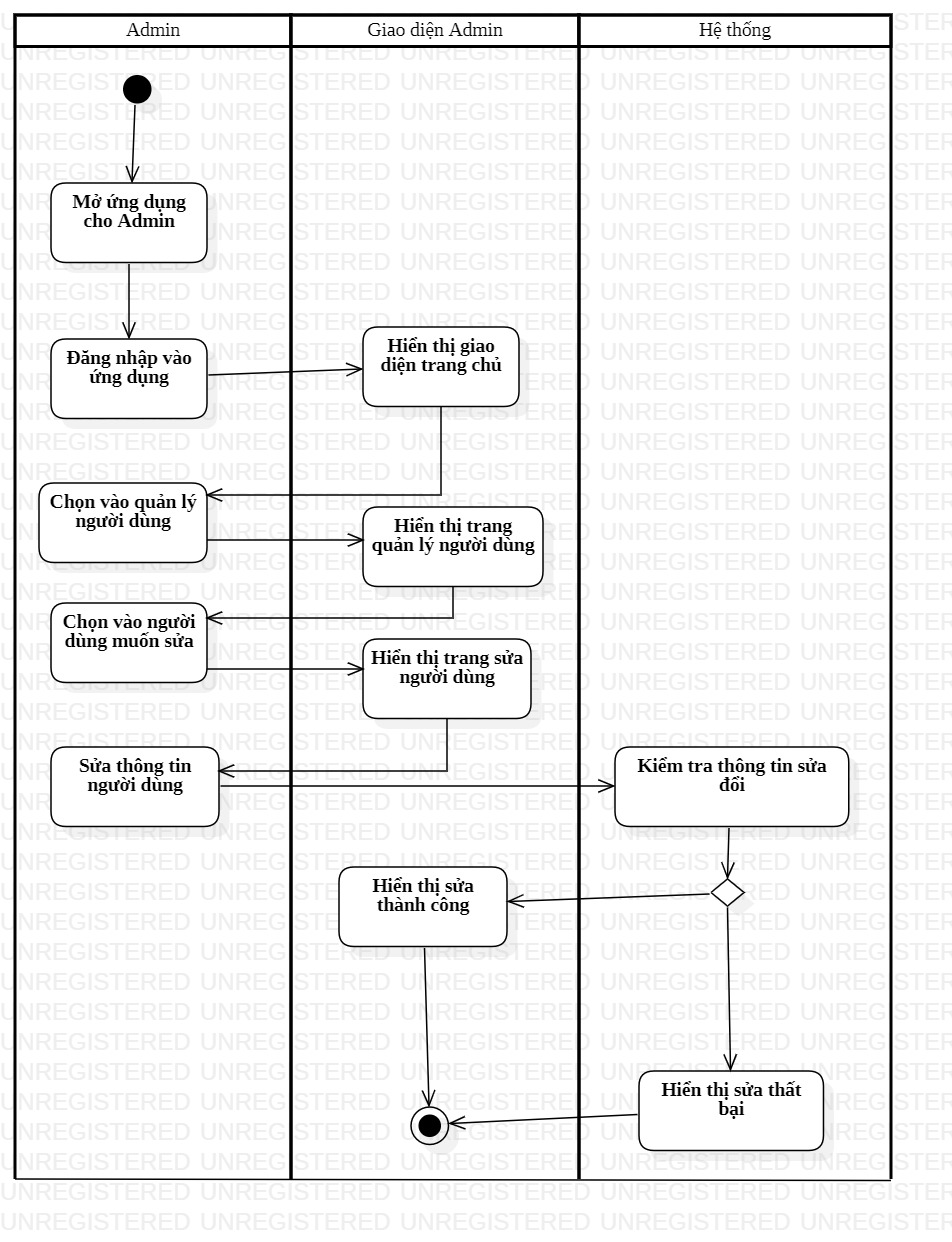 Admin
Giao diện Admin
Hệ thống
Mở ứng dụng
cho Admin
Đăng nhập vào
ứng dụng
Hiển thị giao
diện trang chủ
Chọn vào quản lý
người dùng
Hiển thị trang
quản lý người dùng
Chọn vào người
dùng muốn sửa
Hiển thị trang sửa
người dùng
Sửa thông tin
người dùng
Kiểm tra thông tin sửa
đổi
Hiển thị sửa
thành công
Hiển thị sửa thất
bại
UNREGISTERED